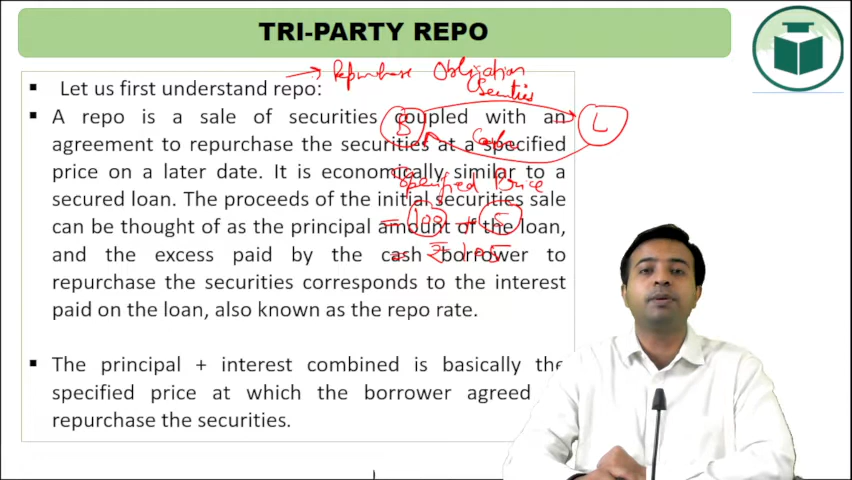 TRI-PARTY REPO
→ Repurchase Obligation
▪ Let us first understand repo:
Securities
▪ A repo is a sale of securities coupled with an
B L
agreement to repurchase the securities at a specified
Cash
price on a later date. It is economically similar to a
Specified Price
secured loan. The proceeds of the initial securities sale
= 100 + 5
can be thought of as the principal amount of the loan,
= ₹ 105
and the excess paid by the cash borrower to
repurchase the securities corresponds to the interest
paid on the loan, also known as the repo rate.
▪ The principal + interest combined is basically the
specified price at which the borrower agreed
repurchase the securities.